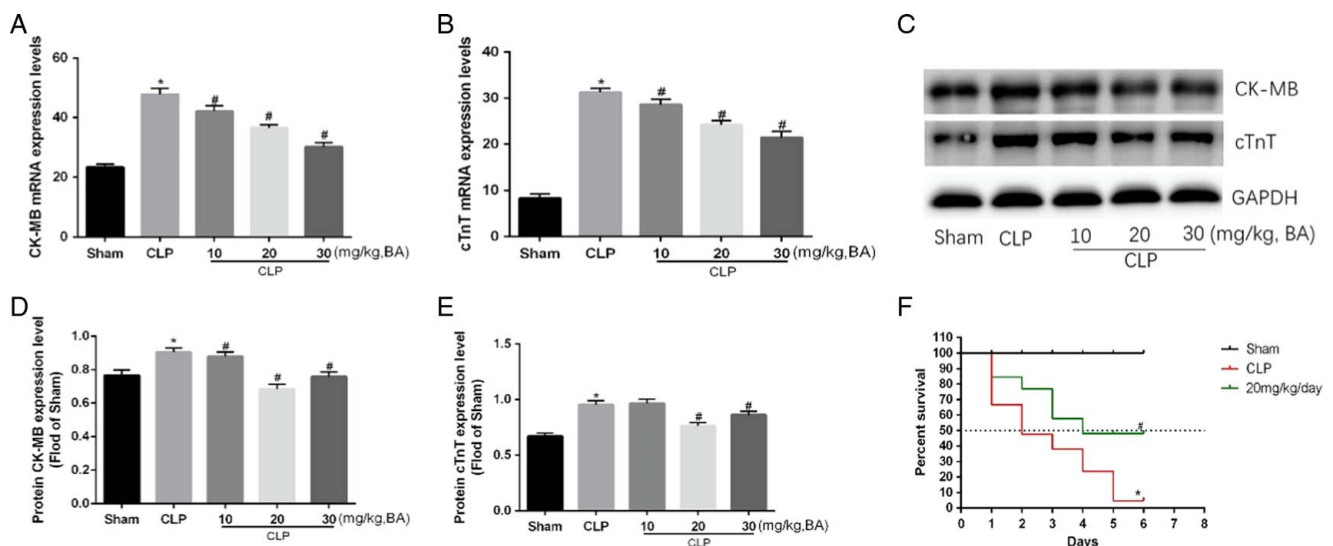 A
CK-MB mRNA expression levels
60
40
20
0
Sham CLP 10 20 30 (mg/kg,BA)
CLP
*
#
#
#
B
cTnT mRNA expression levels
40
30
20
10
0
Sham CLP 10 20 30 (mg/kg,BA)
CLP
*
#
#
#
C
CK-MB
cTnT
GAPDH
Sham CLP 10 20 30 (mg/kg, BA)
CLP
D
Protein CK-MB expression level
(Flod of Sham)
1.0
0.8
0.6
0.4
0.2
0.0
Sham CLP 10 20 30 (mg/kg,BA)
CLP
*
#
#
#
E
Protein cTnT expression level
(Flod of Sham)
1.5
1.0
0.5
0.0
Sham CLP 10 20 30 (mg/kg,BA)
CLP
*
#
#
F
Percent survival
110
100
90
80
70
60
50
40
30
20
10
0
0 1 2 3 4 5 6 7 8
Days
#
*
Sham
CLP
20mg/kg/day